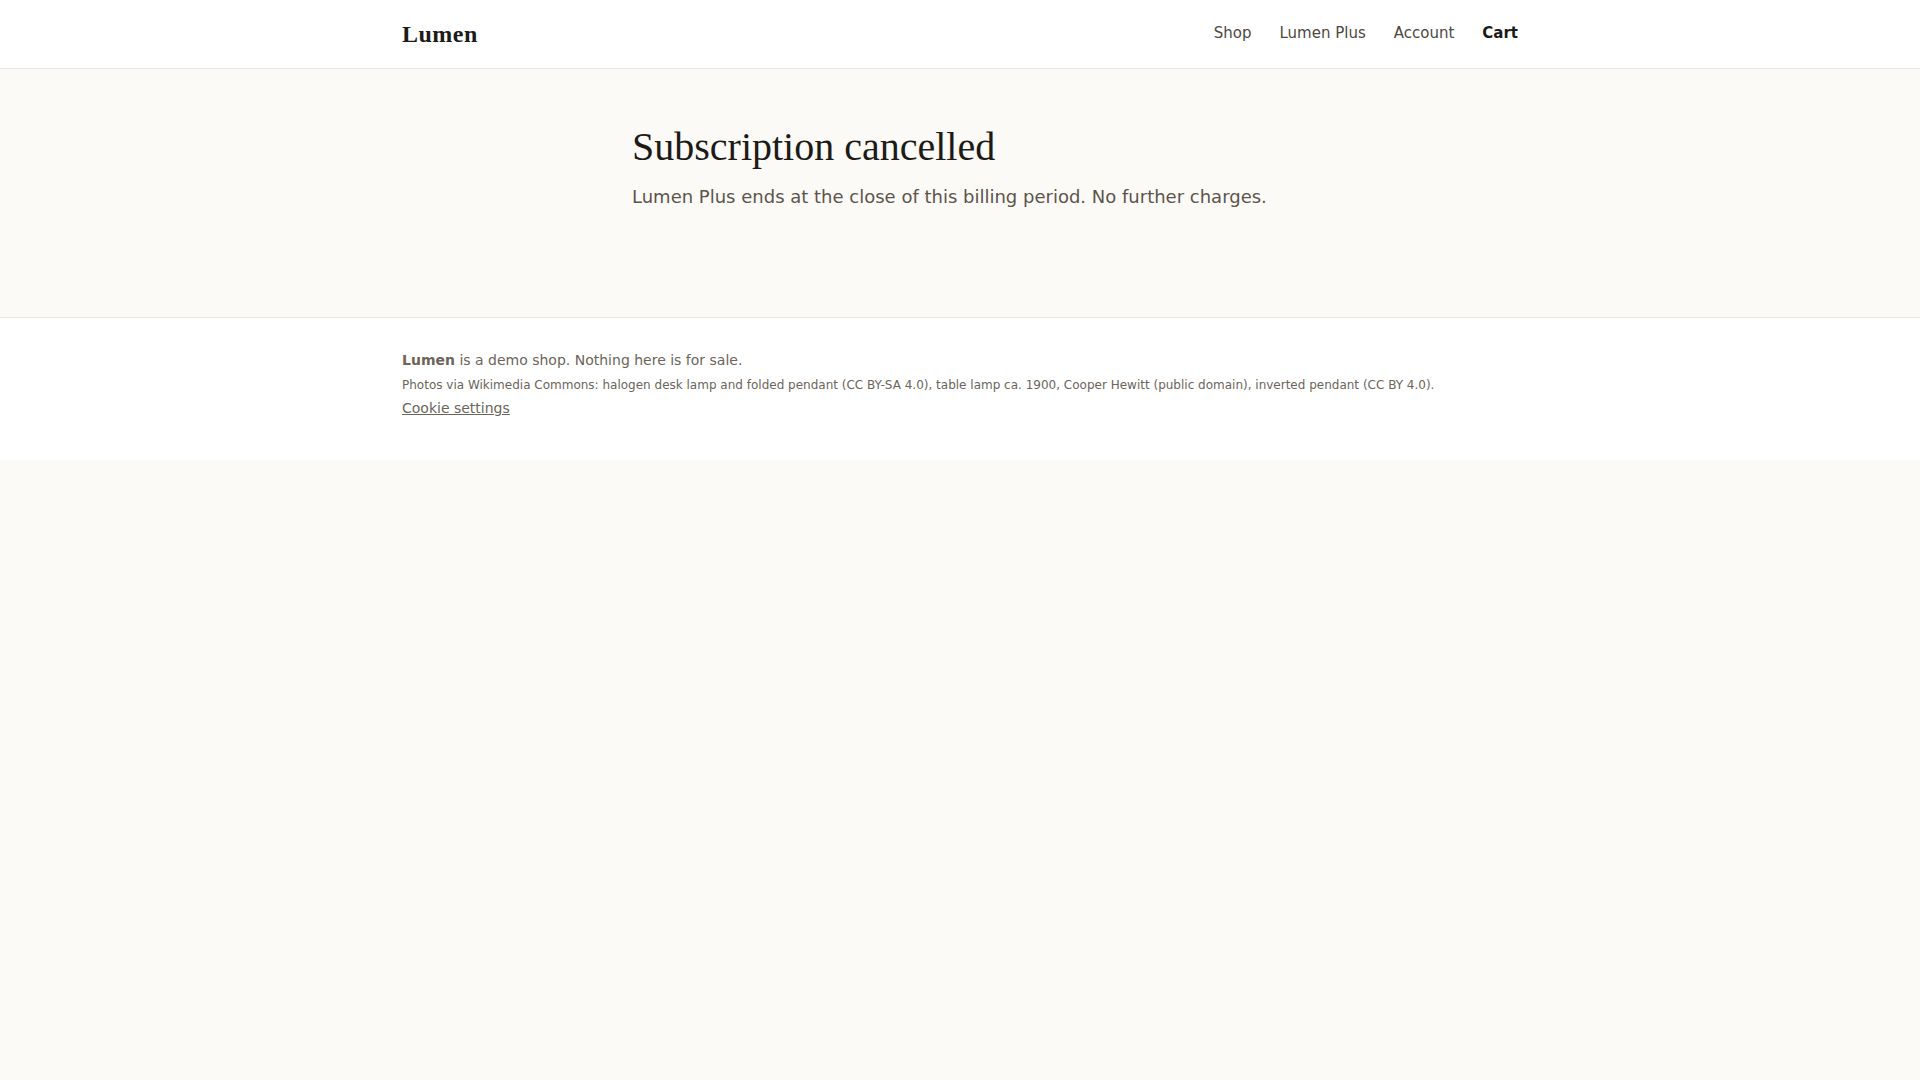 Lumen
Shop Lumen Plus Account Cart
Subscription cancelled
Lumen Plus ends at the close of this billing period. No further charges.
Lumen is a demo shop. Nothing here is for sale.
Photos via Wikimedia Commons: halogen desk lamp and folded pendant (CC BY-SA 4.0), table lamp ca. 1900, Cooper Hewitt (public domain), inverted pendant (CC BY 4.0).
Cookie settings